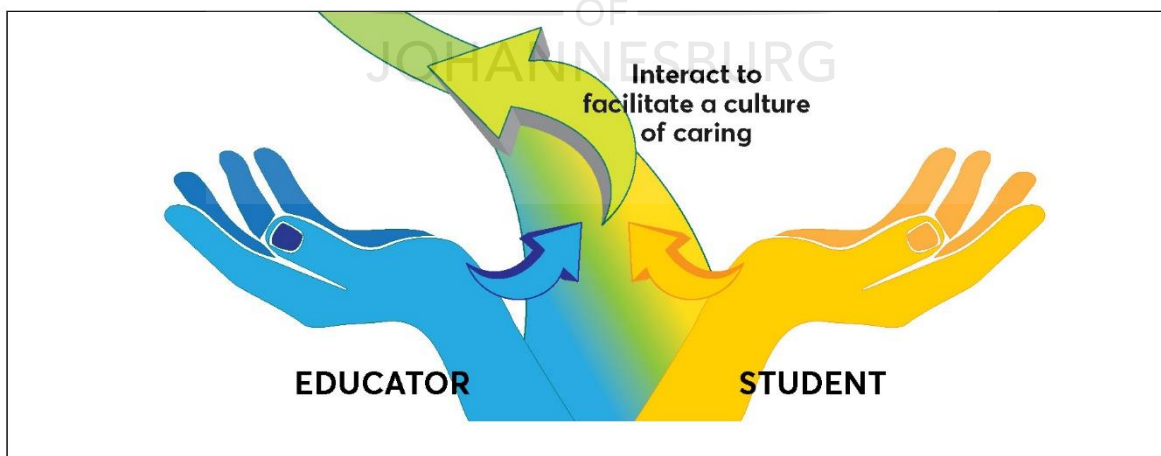 OF
JOHANNESBURG
Interact to
facilitate a culture
of caring
EDUCATOR
STUDENT